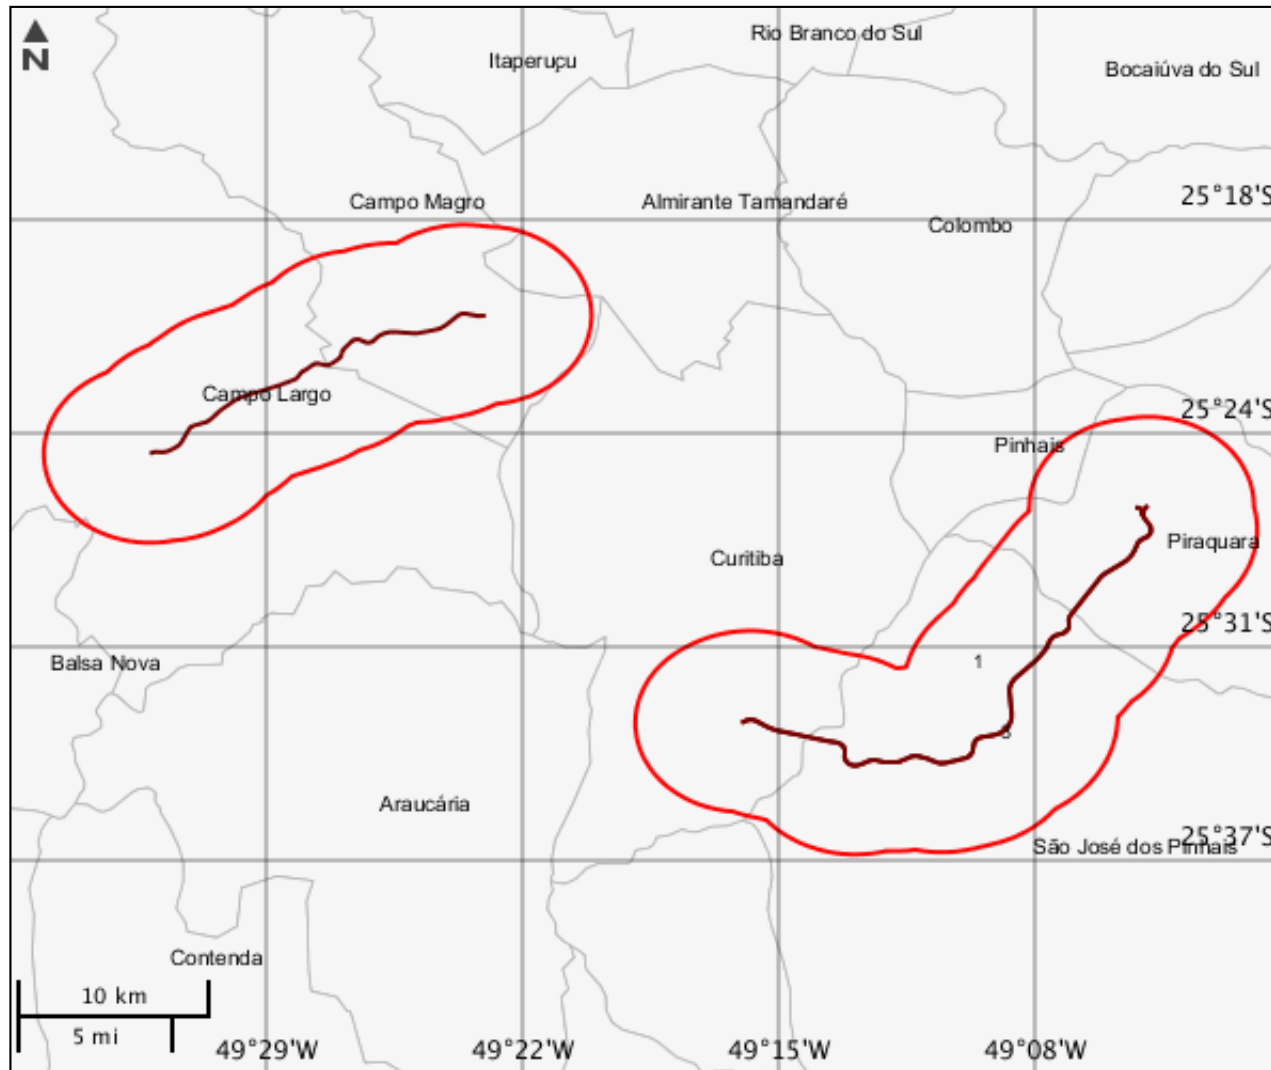 Rio Branco do Sul
N
Itaperuçu
Bocaiúva do Sul
25°18'S
Campo Magro
Almirante Tamandaré
Colombo
Campo Largo
25°24'S
Pinhais
Curitiba
Piraquara
25°31'S
Balsa Nova
1
3
Araucária
São José dos Pinhais
25°37'S
Contenda
10 km
5 mi
49°29'W
49°22'W
49°15'W
49°08'W